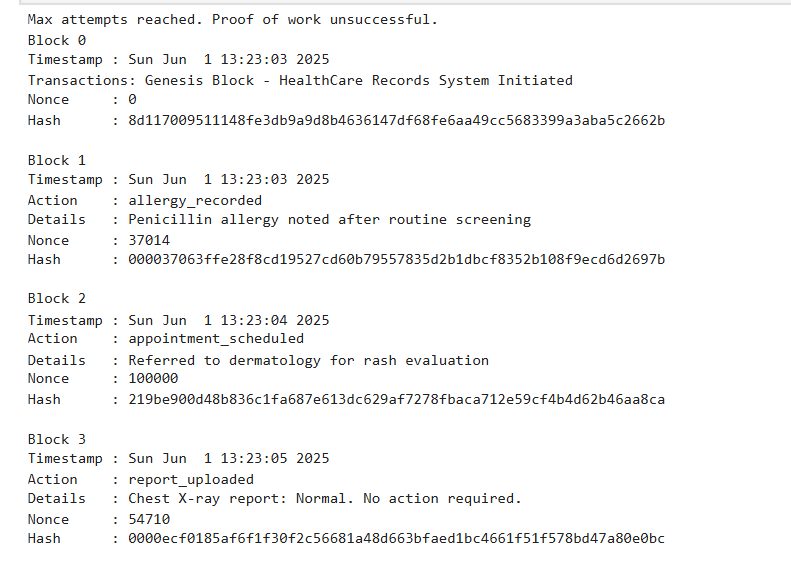 Max attempts reached. Proof of work unsuccessful.
Block 0
Timestamp : Sun Jun  1 13:23:03 2025
Transactions: Genesis Block - HealthCare Records System Initiated
Nonce     : 0
Hash      : 8d117009511148fe3db9a9d8b4636147df68fe6aa49cc5683399a3aba5c2662b

Block 1
Timestamp : Sun Jun  1 13:23:03 2025
Action    : allergy_recorded
Details   : Penicillin allergy noted after routine screening
Nonce     : 37014
Hash      : 000037063ffe28f8cd19527cd60b79557835d2b1dbcf8352b108f9ecd6d2697b

Block 2
Timestamp : Sun Jun  1 13:23:04 2025
Action    : appointment_scheduled
Details   : Referred to dermatology for rash evaluation
Nonce     : 100000
Hash      : 219be900d48b836c1fa687e613dc629af7278fbaca712e59cf4b4d62b46aa8ca

Block 3
Timestamp : Sun Jun  1 13:23:05 2025
Action    : report_uploaded
Details   : Chest X-ray report: Normal. No action required.
Nonce     : 54710
Hash      : 0000ecf0185af6f1f30f2c56681a48d663bfaed1bc4661f51f578bd47a80e0bc